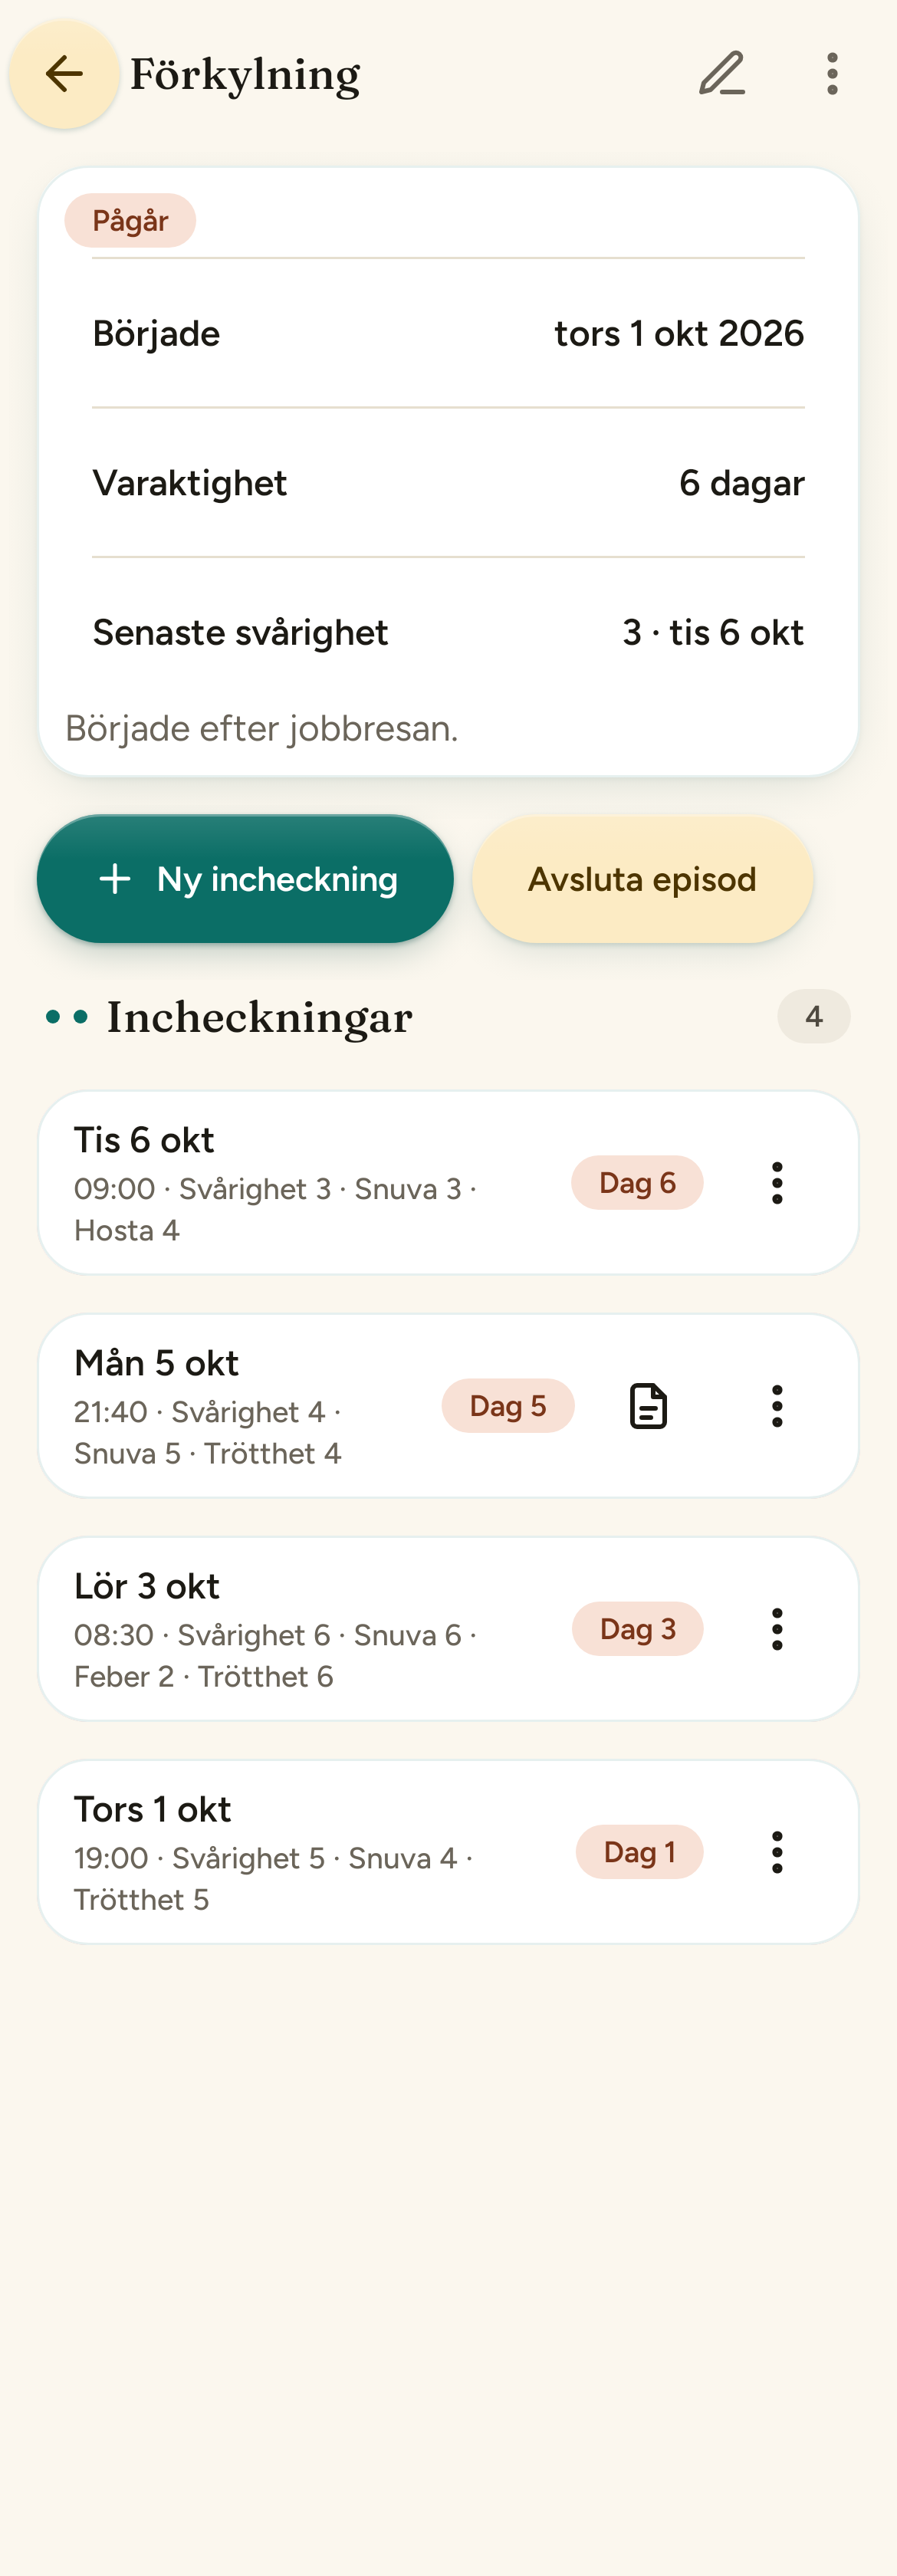 Förkylning
Pågår
Började tors 1 okt 2026
Varaktighet 6 dagar
Senaste svårighet 3 · tis 6 okt
Började efter jobbresan.
Ny incheckning Avsluta episod
Incheckningar 4
Tis 6 okt
09:00 · Svårighet 3 · Snuva 3 ·
Hosta 4
Dag 6
Mån 5 okt
21:40 · Svårighet 4 ·
Snuva 5 · Trötthet 4
Dag 5
Lör 3 okt
08:30 · Svårighet 6 · Snuva 6 ·
Feber 2 · Trötthet 6
Dag 3
Tors 1 okt
19:00 · Svårighet 5 · Snuva 4 ·
Trötthet 5
Dag 1